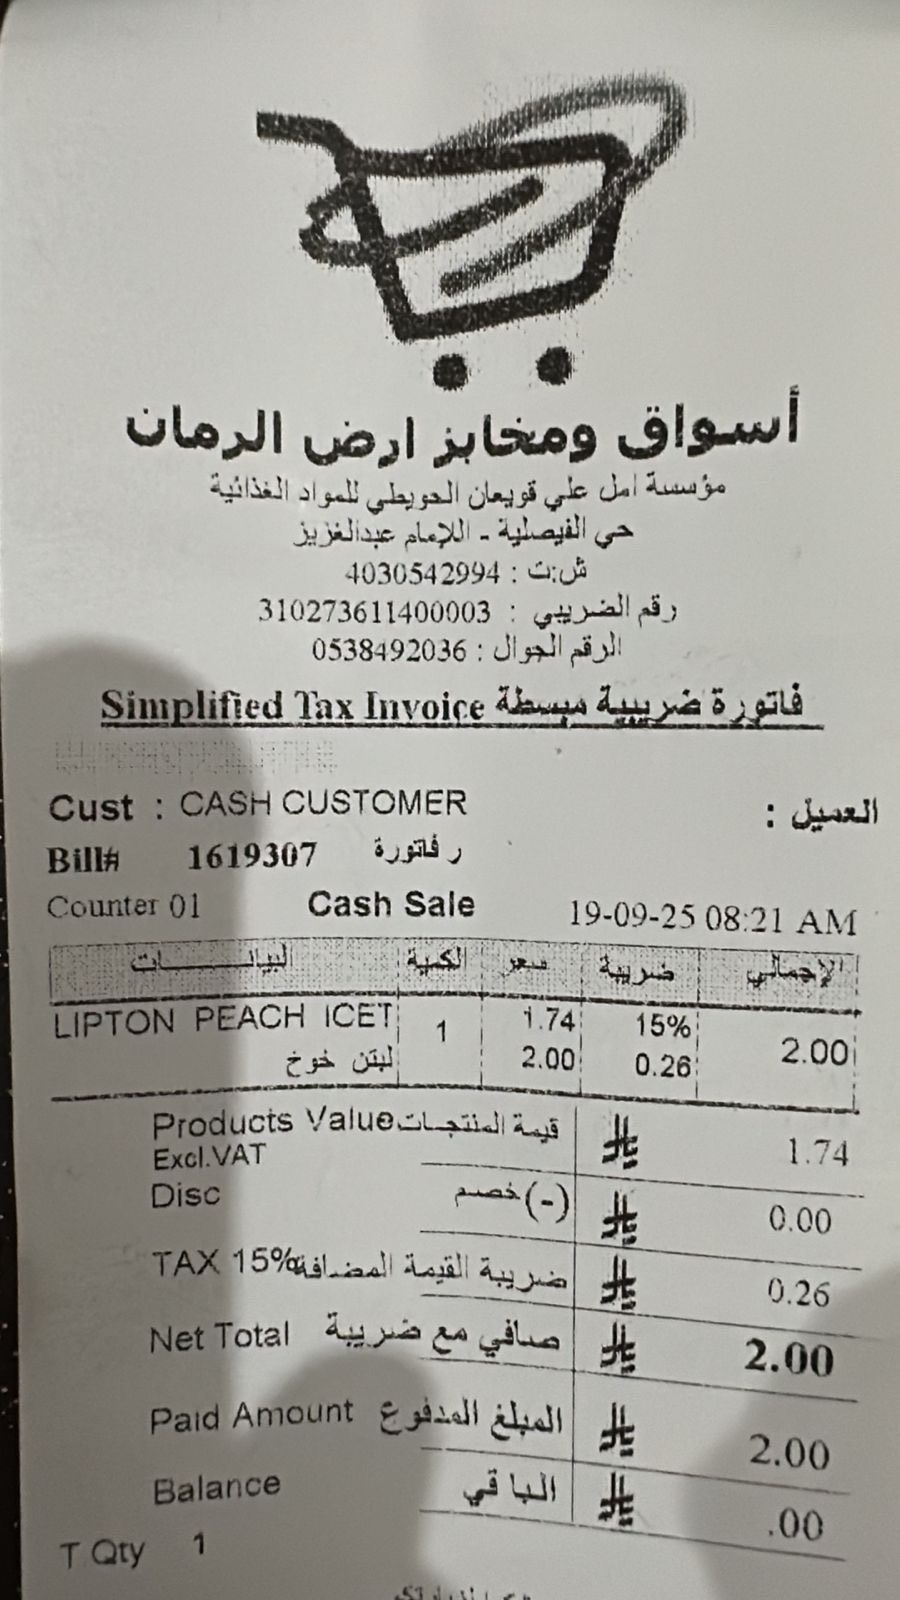 أسواق ومخابز ارض الرمان
مؤسسة امل علي قويعان الحويطي للمواد الغذائية
حي الفيصلية - اللإمام عبدالغزيز
ش:ت : 4030542994
رقم الضريبي : 310273611400003
الرقم الجوال : 0538492036
Simplified Tax Invoice فاتورة ضريبية مبسطة
Cust : CASH CUSTOMER العميل :
Bill# 1619307 ر فاتورة
Counter 01 Cash Sale 19-09-25 08:21 AM
لبيانـــــــات الكمية سعر ضريبة الإجمالي
LIPTON PEACH ICET 1 1.74 15% 2.00
لبتن خوخ 2.00 0.26
Products Value قيمة المنتجـات 1.74
Excl.VAT
Disc خصم (-) 0.00
TAX 15% ضريبة القيمة المضافة 0.26
Net Total صافي مع ضريبة 2.00
Paid Amount المبلغ المدفوع 2.00
Balance الباقي .00
T Qty 1